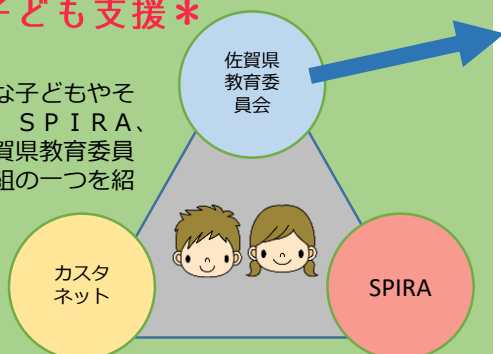 子ども支援＊
な子どもやそ
ＳＰＩＲＡ、
賀県教育委員
組の一つを紹
佐賀県
教育委
員会
カスタ
ネット
SPIRA